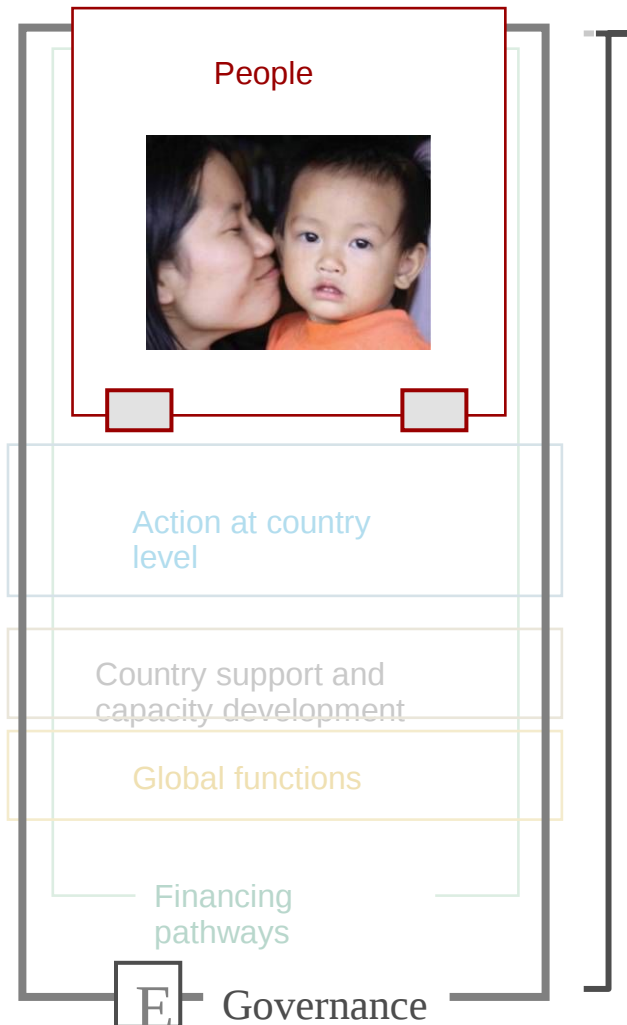 People
Action at country
level
Country support and
capacity development
Global functions
Financing
pathways
E
Governance